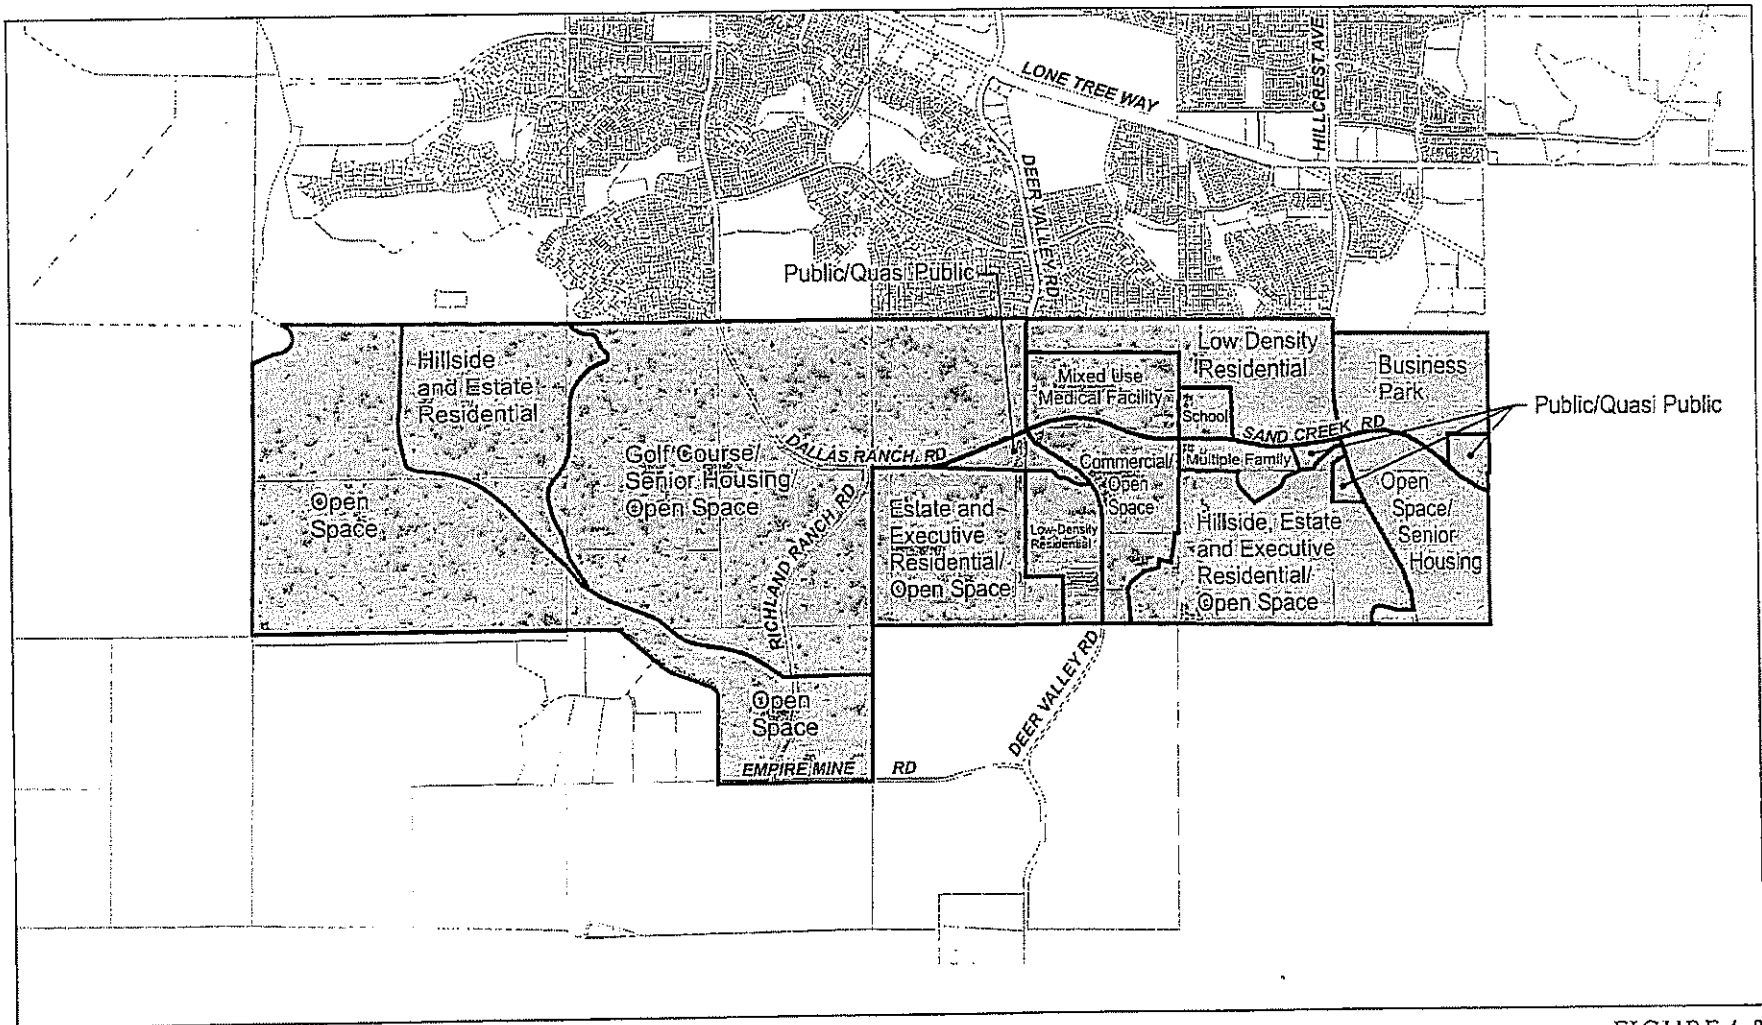 LONE TREE WAY
HILLCREST AVE
DEER VALLEY RD
Public/Quasi Public
Hillside
and Estate
Residential
Low Density
Residential
Business
Park
Mixed Use
Medical Facility
School
Public/Quasi Public
SAND CREEK RD
DALLAS RANCH RD
Golf Course/
Senior Housing/
Open Space
Multiple Family
Commercial/
Open
Space
Open
Space
RICHLAND RANCH RD
Estate and
Executive
Residential/
Open Space
Low-Density
Residential
Hillside, Estate
and Executive
Residential/
Open Space
Open
Space/
Senior
Housing
DEER VALLEY RD
Open
Space
EMPIRE MINE RD